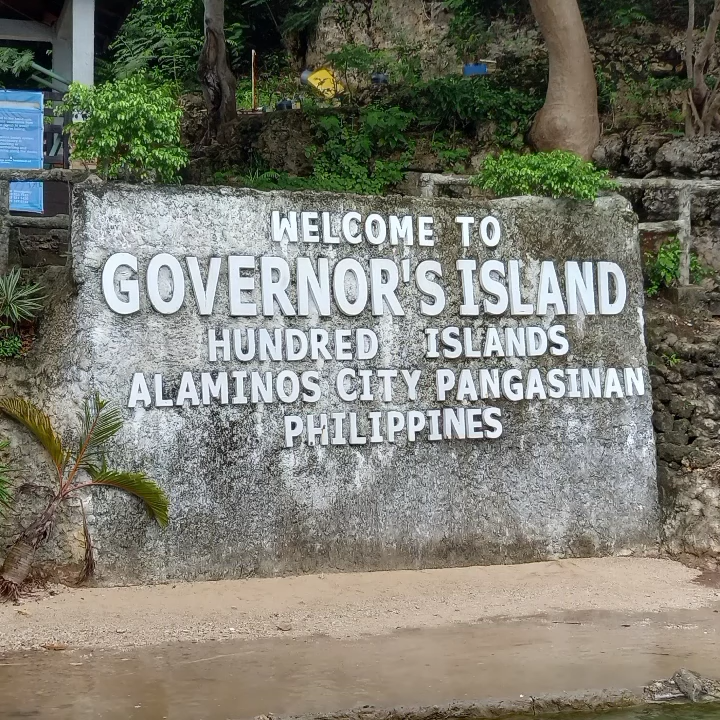 WELCOME TO
GOVERNOR'S ISLAND
HUNDRED ISLANDS
ALAMINOS CITY PANGASINAN
PHILIPPINES